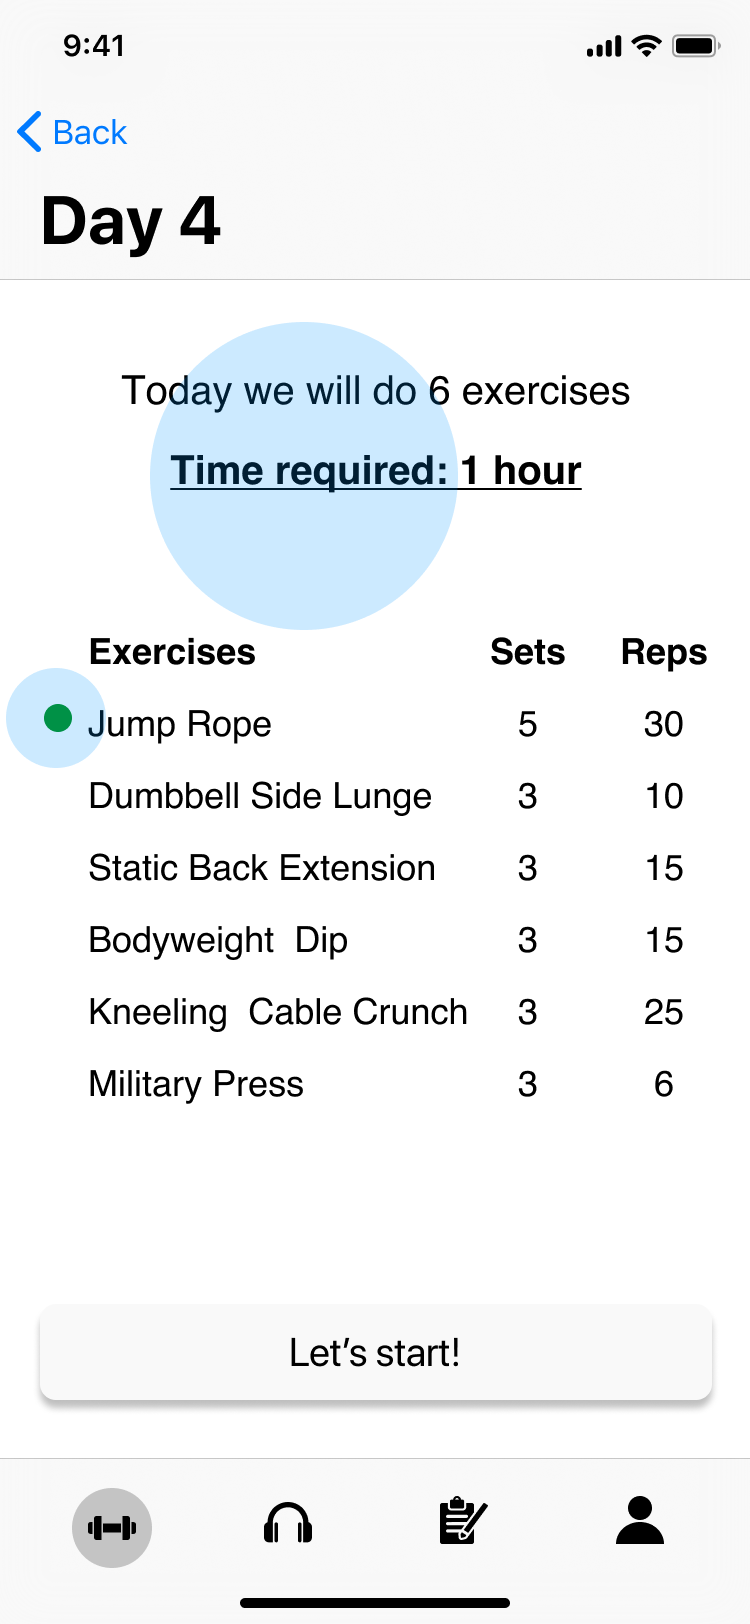 9:41
Back
Day 4
Today we will do 6 exercises
Time required: 1 hour
Exercises Sets Reps
Jump Rope 5 30
Dumbbell Side Lunge 3 10
Static Back Extension 3 15
Bodyweight  Dip 3 15
Kneeling  Cable Crunch 3 25
Military Press 3 6
Let’s start!